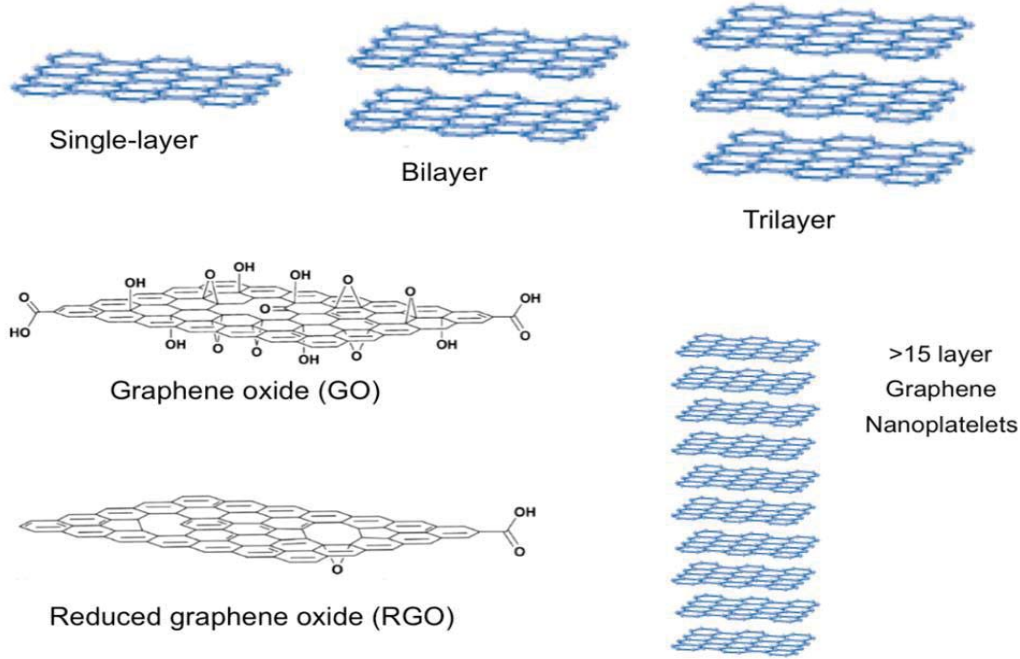 Single-layer
Bilayer
Trilayer
O
OH
OH
OH
O
O
O
OH
O
HO
O
OH
O
O
OH
O
OH
Graphene oxide (GO)
>15 layer
Graphene
Nanoplatelets
OH
O
O
Reduced graphene oxide (RGO)